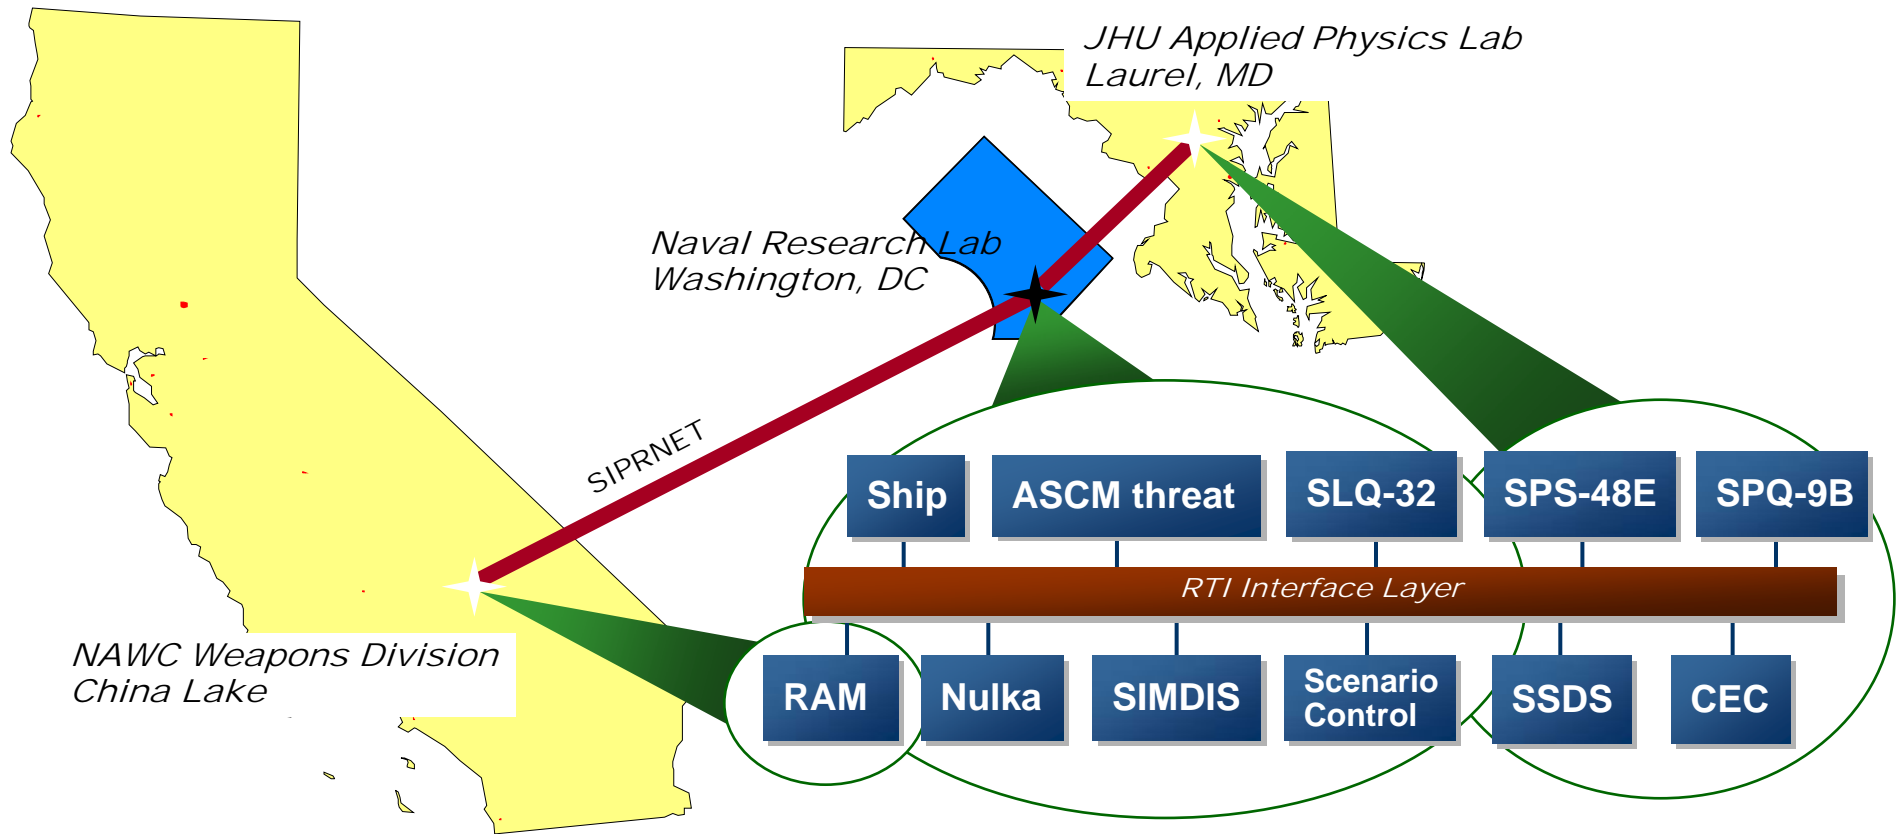 JHU Applied Physics Lab
Laurel, MD
Naval Research Lab
Washington, DC
SIPRNET
NAWC Weapons Division
China Lake
Ship
ASCM threat
SLQ-32
SPS-48E
SPQ-9B
RTI Interface Layer
RAM
Nulka
SIMDIS
Scenario
Control
SSDS
CEC